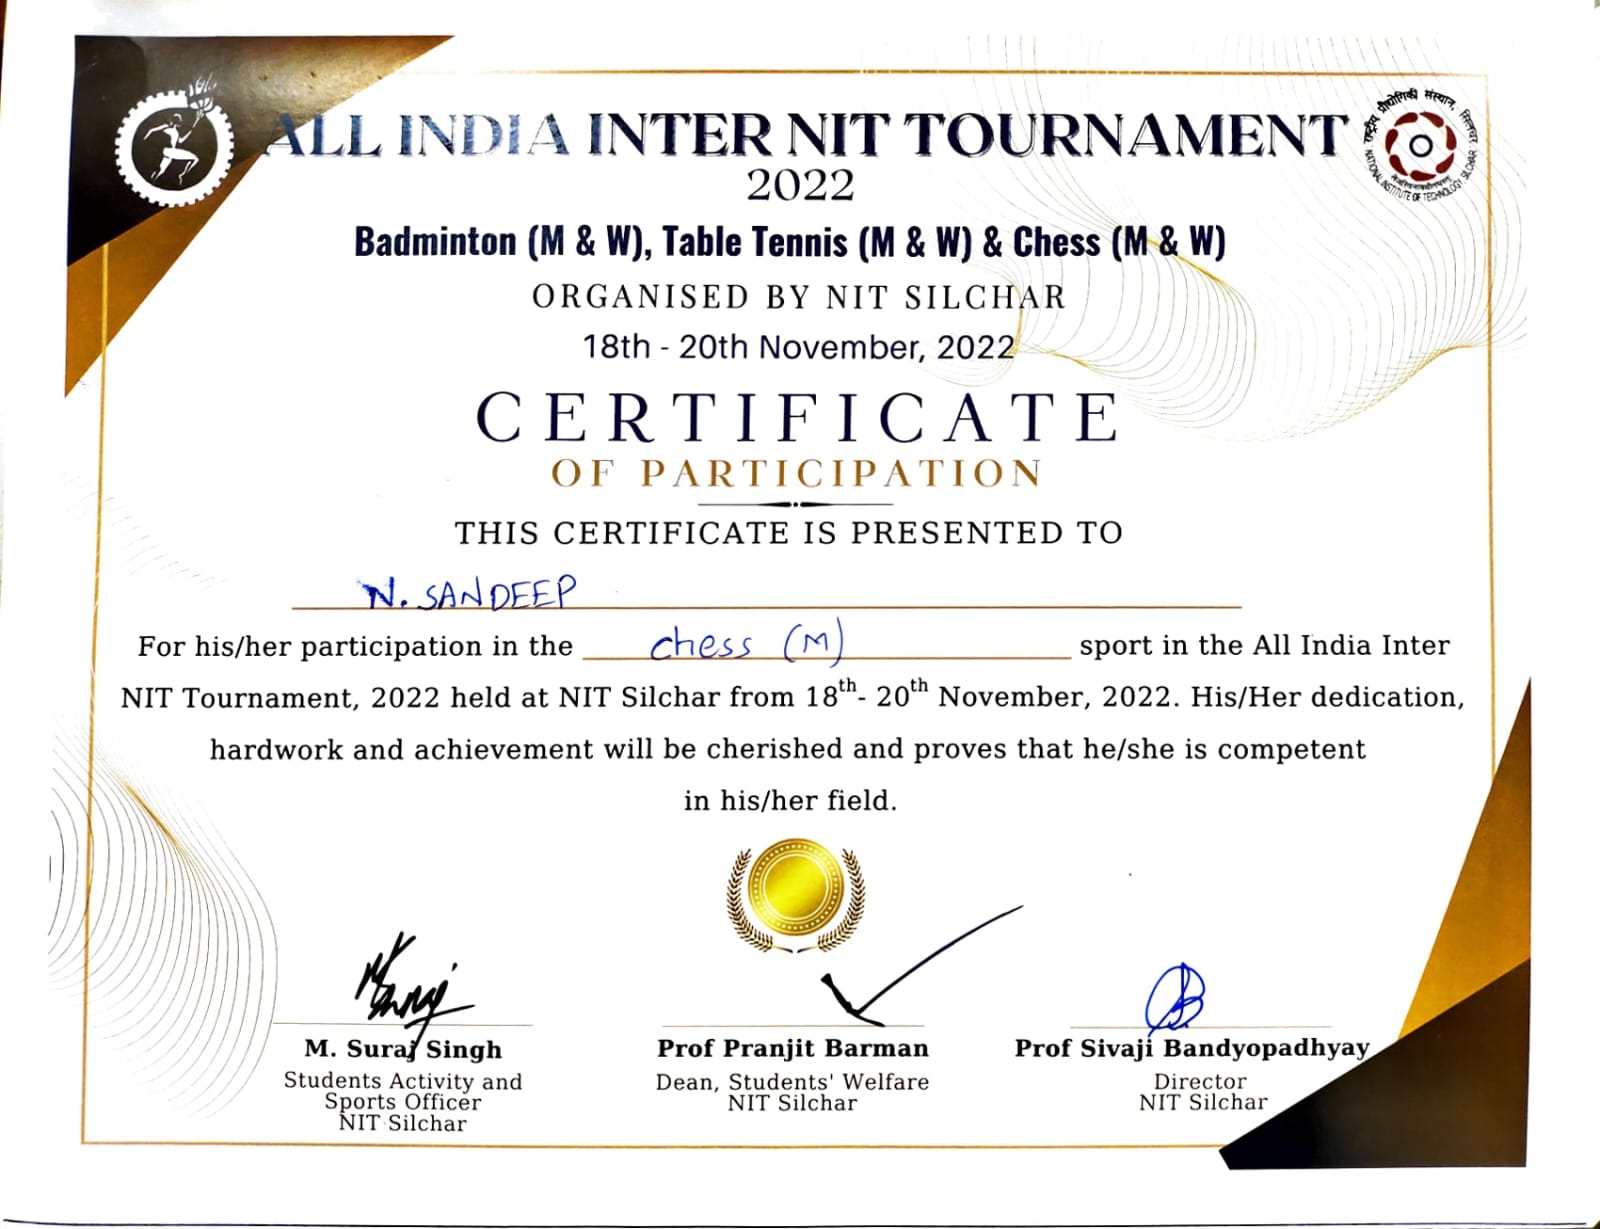 ALL INDIA INTER NIT TOURNAMENT
2022
राष्ट्रीय प्रौद्योगिकी संस्थान, सिलचर
NATIONAL INSTITUTE OF TECHNOLOGY SILCHAR
Badminton (M & W), Table Tennis (M & W) & Chess (M & W)
ORGANISED BY NIT SILCHAR
18th - 20th November, 2022
CERTIFICATE
OF PARTICIPATION
THIS CERTIFICATE IS PRESENTED TO
N. SANDEEP
For his/her participation in the chess (M) sport in the All India Inter
NIT Tournament, 2022 held at NIT Silchar from 18th- 20th November, 2022. His/Her dedication,
hardwork and achievement will be cherished and proves that he/she is competent
in his/her field.
M. Suraj Singh
Students Activity and
Sports Officer
NIT Silchar
Prof Pranjit Barman
Dean, Students' Welfare
NIT Silchar
Prof Sivaji Bandyopadhyay
Director
NIT Silchar